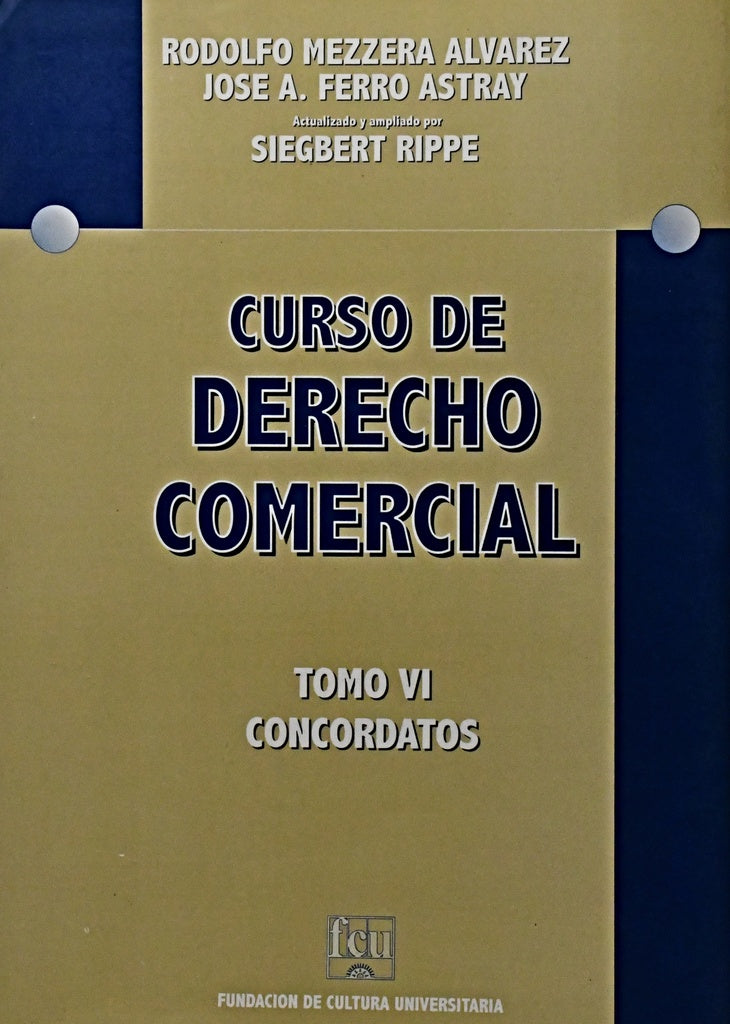 RODOLFO MEZZERA ALVAREZ
JOSE A. FERRO ASTRAY
Actualizado y ampliado por
SIEGBERT RIPPE
CURSO DE
DERECHO
COMERCIAL
TOMO VI
CONCORDATOS
fcu
FUNDACION DE CULTURA UNIVERSITARIA